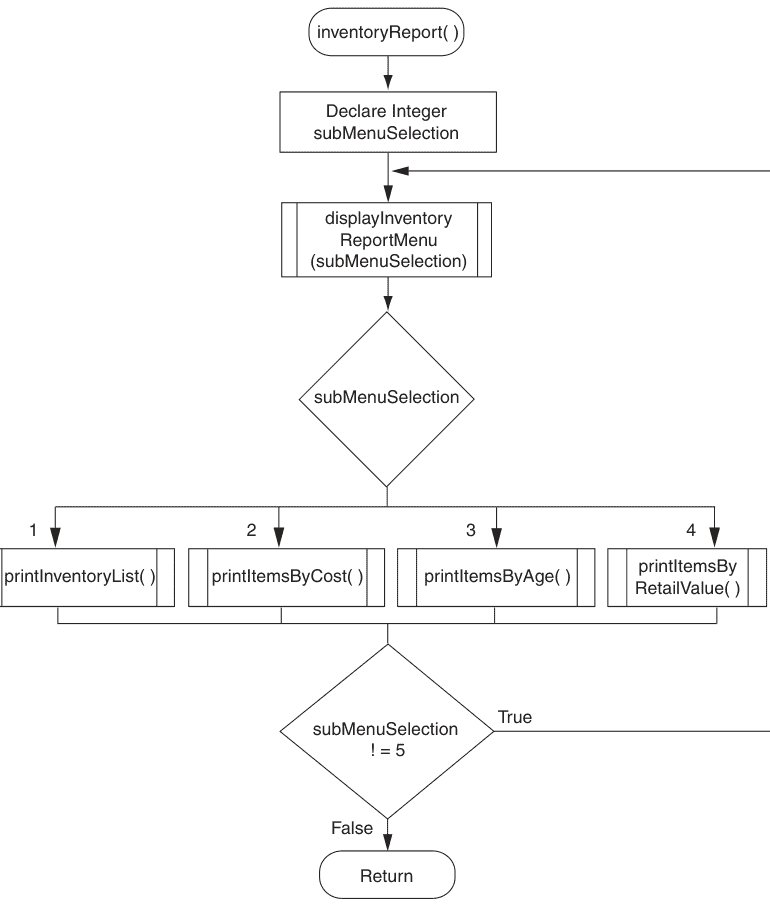 inventoryReport( )
Declare Integer
subMenuSelection
displayInventory
ReportMenu
(subMenuSelection)
subMenuSelection
1
2
3
4
printInventoryList( )
printItemsByCost( )
printItemsByAge( )
printItemsBy
RetailValue( )
subMenuSelection
! = 5
True
False
Return